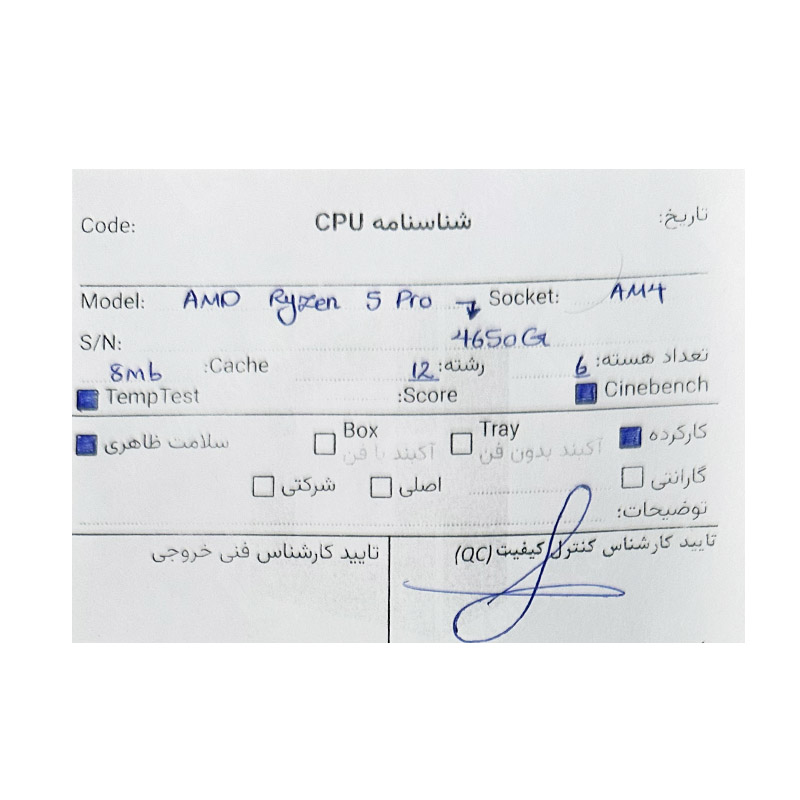 Code: شناسنامه CPU تاریخ:
Model: AMD Ryzen 5 Pro → Socket: AM4
S/N: 4650G
تعداد هسته: 6 رشته: 12 Cache: 8Mb
Cinebench Score: TempTest
کارکرده Tray آکبند بدون فن Box آکبند با فن سلامت ظاهری
گارانتی اصلی شرکتی
توضیحات:
تایید کارشناس کنترل کیفیت (QC) تایید کارشناس فنی خروجی